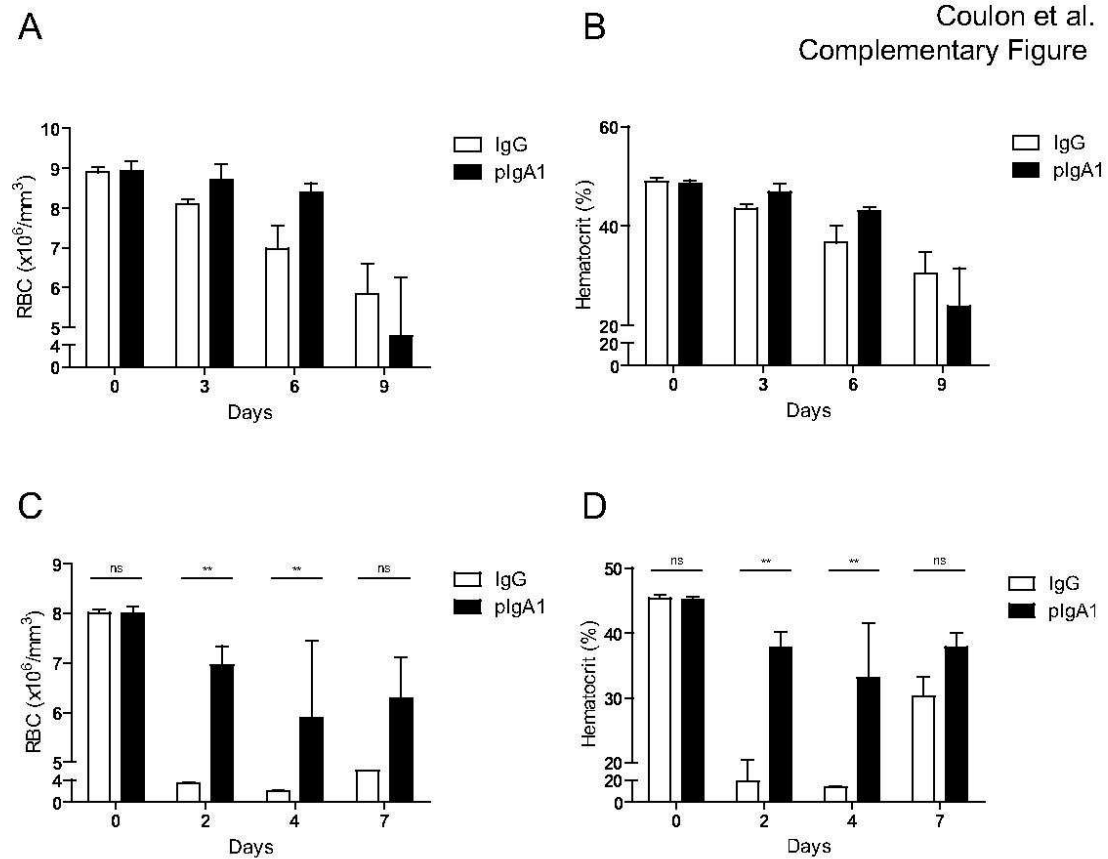 Coulon et al.
Complementary Figure
A
RBC (x10⁶/mm³)
10
9
8
7
6
5
4
0
0 3 6 9
Days
IgG
pIgA1
B
Hematocrit (%)
60
40
20
20
0
0 3 6 9
Days
IgG
pIgA1
C
RBC (x10⁶/mm³)
9
8
7
6
5
4
0
ns ** ** ns
0 2 4 7
Days
IgG
pIgA1
D
Hematocrit (%)
50
40
30
20
20
0
ns ** ** ns
0 2 4 7
Days
IgG
pIgA1